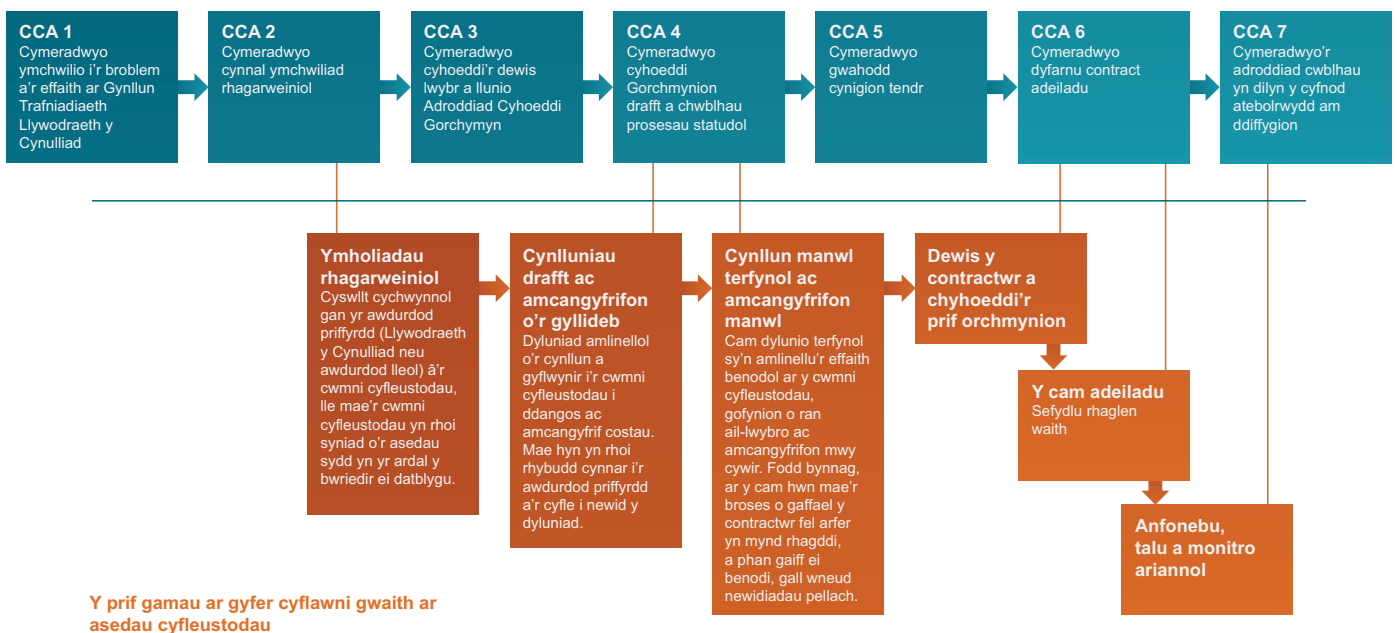 CCA 1
Cymeradwyo
ymchwilio i'r broblem
a'r effaith ar Gynllun
Trafniadiaeth
Llywodraeth y
Cynulliad
CCA 2
Cymeradwyo
cynnal ymchwiliad
rhagarweiniol
CCA 3
Cymeradwyo
cyhoeddi'r dewis
lwybr a llunio
Adroddiad Cyhoeddi
Gorchymyn
CCA 4
Cymeradwyo
cyhoeddi
Gorchmynion
drafft a chwblhau
prosesau statudol
CCA 5
Cymeradwyo
gwahodd
cynigion tendr
CCA 6
Cymeradwyo
dyfarnu contract
adeiladu
CCA 7
Cymeradwyo'r
adroddiad cwblhau
yn dilyn y cyfnod
atebolrwydd am
ddiffygion
Ymholiadau
rhagarweiniol
Cyswllt cychwynnol
gan yr awdurdod
priffyrdd (Llywodraeth
y Cynulliad neu
awdurdod lleol) â'r
cwmni cyfleustodau,
lle mae'r cwmni
cyfleustodau yn rhoi
syniad o'r asedau
sydd yn yr ardal y
bwriedir ei datblygu.
Cynlluniau
drafft ac
amcangyfrifon
o'r gyllideb
Dyluniad amlinellol
o'r cynllun a
gyflwynir i'r cwmni
cyfleustodau i
ddangos ac
amcangyfrif costau.
Mae hyn yn rhoi
rhybudd cynnar i'r
awdurdod priffyrdd
a'r cyfle i newid y
dyluniad.
Cynllun manwl
terfynol ac
amcangyfrifon
manwl
Cam dylunio terfynol
sy'n amlinellu'r effaith
benodol ar y cwmni
cyfleustodau,
gofynion o ran
ail-lwybro ac
amcangyfrifon mwy
cywir. Fodd bynnag,
ar y cam hwn mae'r
broses o gaffael y
contractwr fel arfer
yn mynd rhagddi,
a phan gaiff ei
benodi, gall wneud
newidiadau pellach.
Dewis y
contractwr a
chyhoeddi'r
prif orchmynion
Y cam adeiladu
Sefydlu rhaglen
waith
Anfonebu,
talu a monitro
ariannol
Y prif gamau ar gyfer cyflawni gwaith ar
asedau cyfleustodau